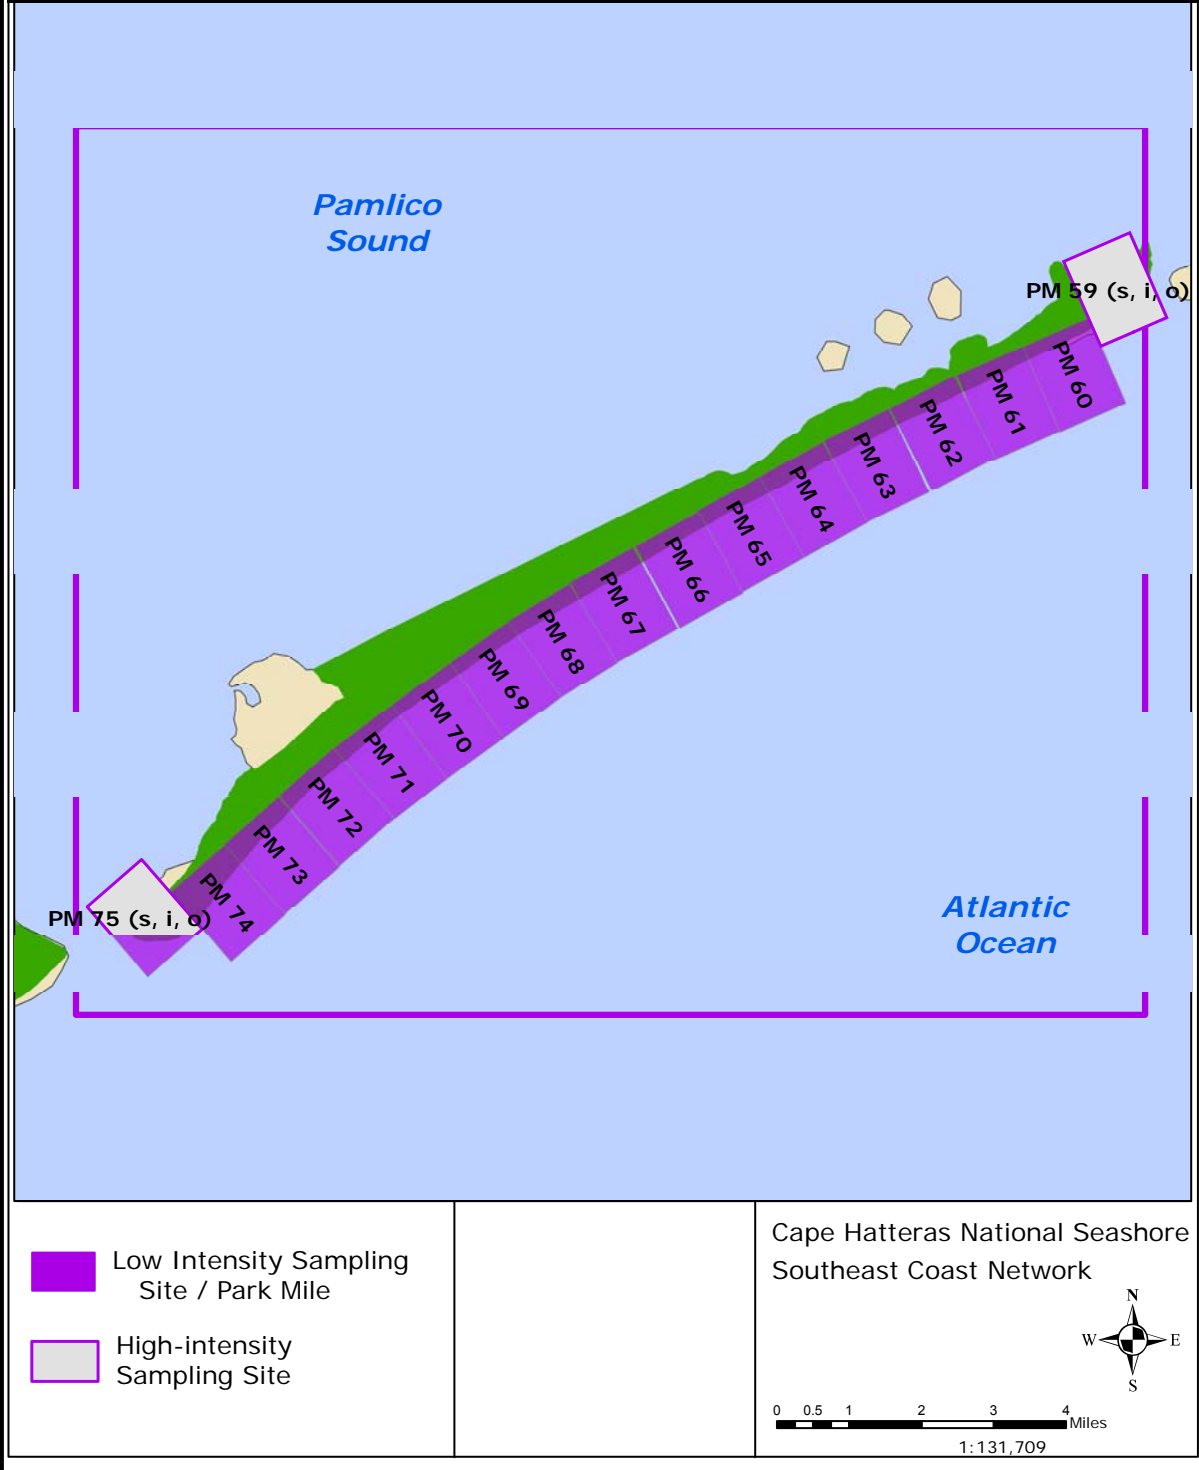 Pamlico
Sound
PM 59 (s, i, o)
PM 60
PM 61
PM 62
PM 63
PM 64
PM 65
PM 66
PM 67
PM 68
PM 69
PM 70
PM 71
PM 72
PM 73
PM 74
PM 75 (s, i, o)
Atlantic
Ocean
Low Intensity Sampling
Site / Park Mile
High-intensity
Sampling Site
Cape Hatteras National Seashore
Southeast Coast Network
N
W E
S
0 0.5 1 2 3 4
Miles
1:131,709